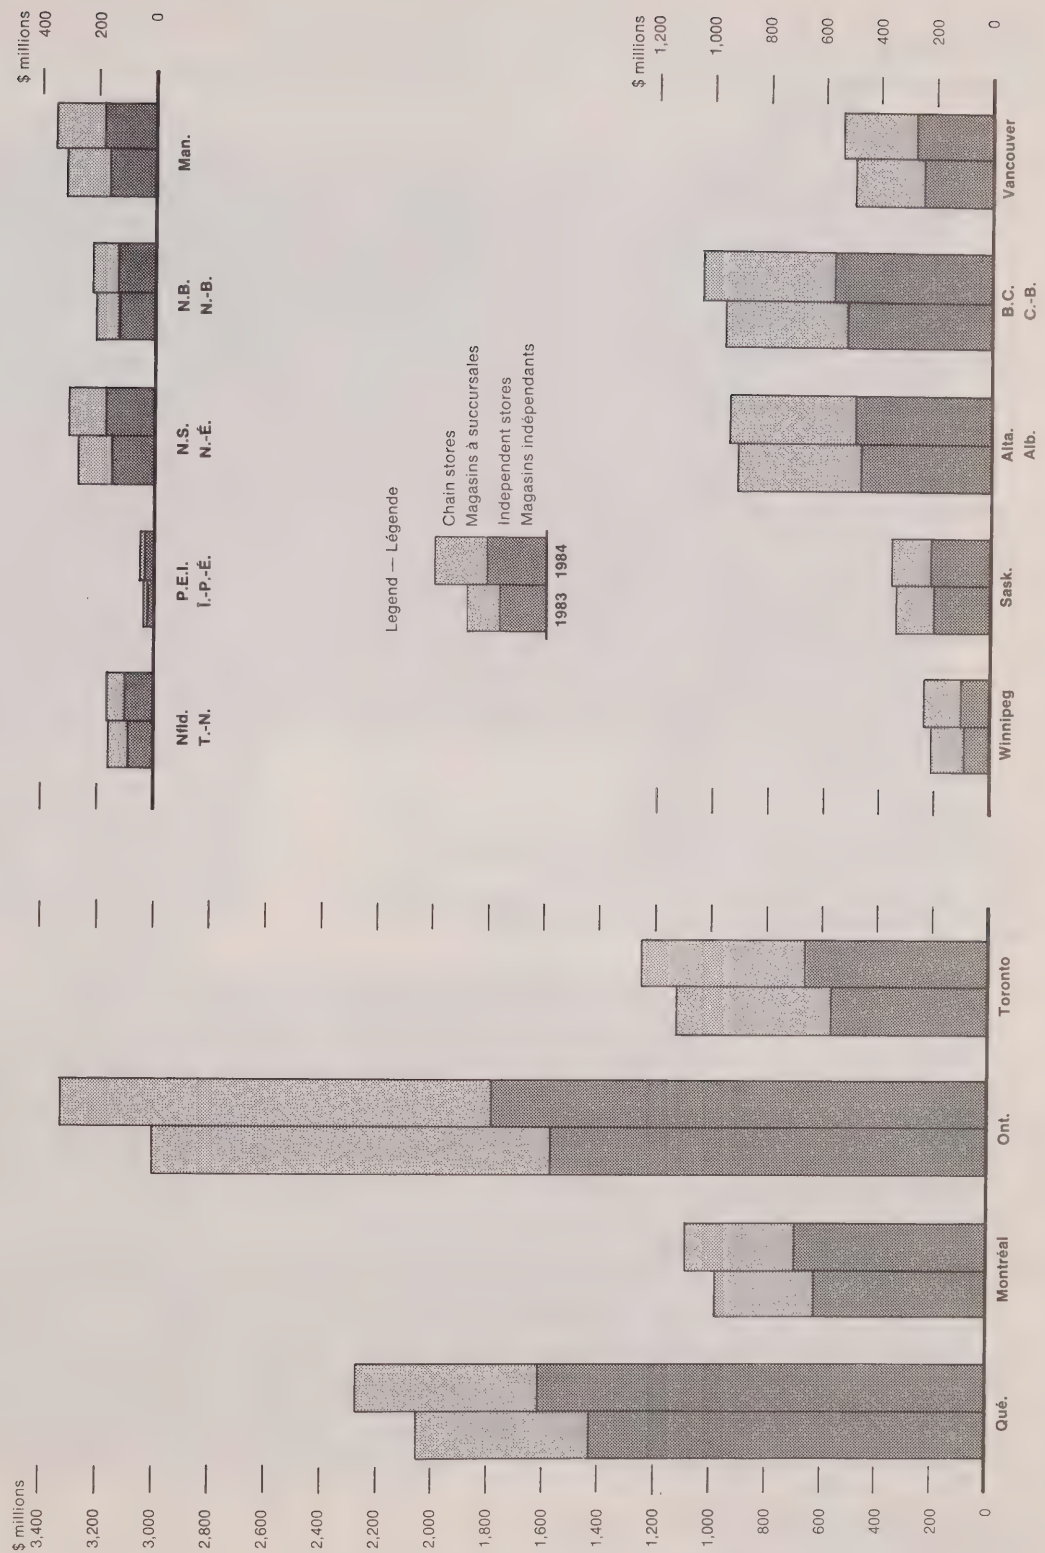 $ millions
3,400
3,200
3,000
2,800
2,600
2,400
2,200
2,000
1,800
1,600
1,400
1,200
1,000
800
600
400
200
0
Qué.
Montréal
Ont.
Toronto
Nfld.
T.-N.
P.E.I.
Î.-P.-É.
N.S.
N.-É.
N.B.
N.-B.
Man.
$ millions
400
200
0
Legend — Légende
Chain stores
Magasins à succursales
Independent stores
Magasins indépendants
1983 1984
Winnipeg
Sask.
Alta.
Alb.
B.C.
C.-B.
Vancouver
$ millions
1,200
1,000
800
600
400
200
0